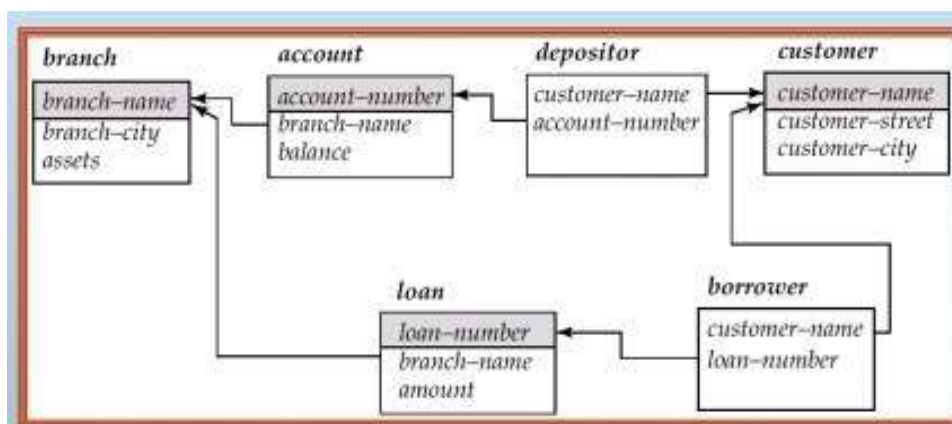 branch
branch–name
branch–city
assets
account
account–number
branch–name
balance
depositor
customer–name
account–number
customer
customer–name
customer–street
customer–city
loan
loan–number
branch–name
amount
borrower
customer–name
loan–number